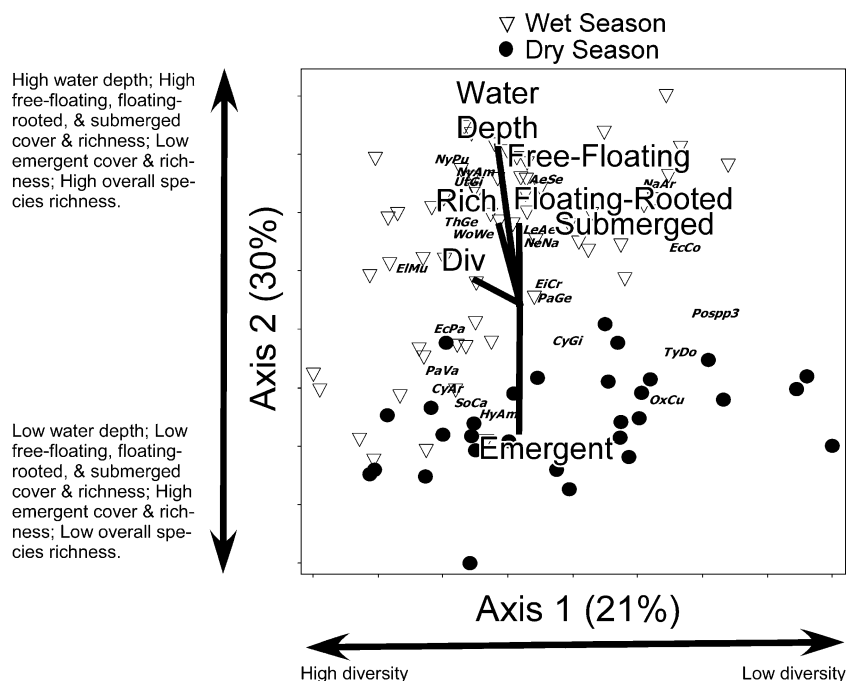 Wet Season
Dry Season
High water depth; High
free-floating, floating-
rooted, & submerged
cover & richness; Low
emergent cover & rich-
ness; High overall spe-
cies richness.
Low water depth; Low
free-floating, floating-
rooted, & submerged
cover & richness; High
emergent cover & rich-
ness; Low overall spe-
cies richness.
Axis 2 (30%)
Water
Depth
Free-Floating
NyPu
NyAm
UtGi
AeSe
NaAr
Rich
Floating-Rooted
Submerged
ThGe
WoWe
LeAe
NeNa
EcCo
Div
ElMu
EiCr
PaGe
Pospp3
EcPa
CyGi
TyDo
PaVa
CyAr
SoCa
OxCu
HyAm
Emergent
Axis 1 (21%)
High diversity
Low diversity